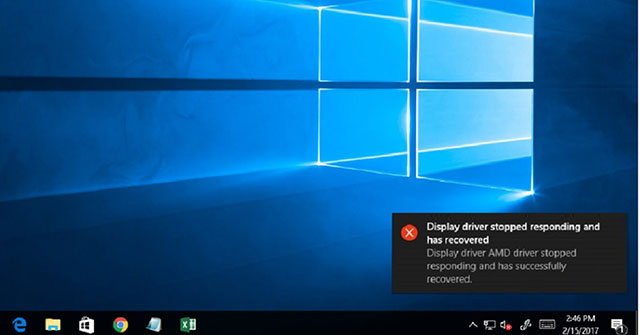 Display driver stopped responding and
has recovered
Display driver AMD driver stopped
responding and has successfully
recovered.
2:46 PM
2/15/2017
1